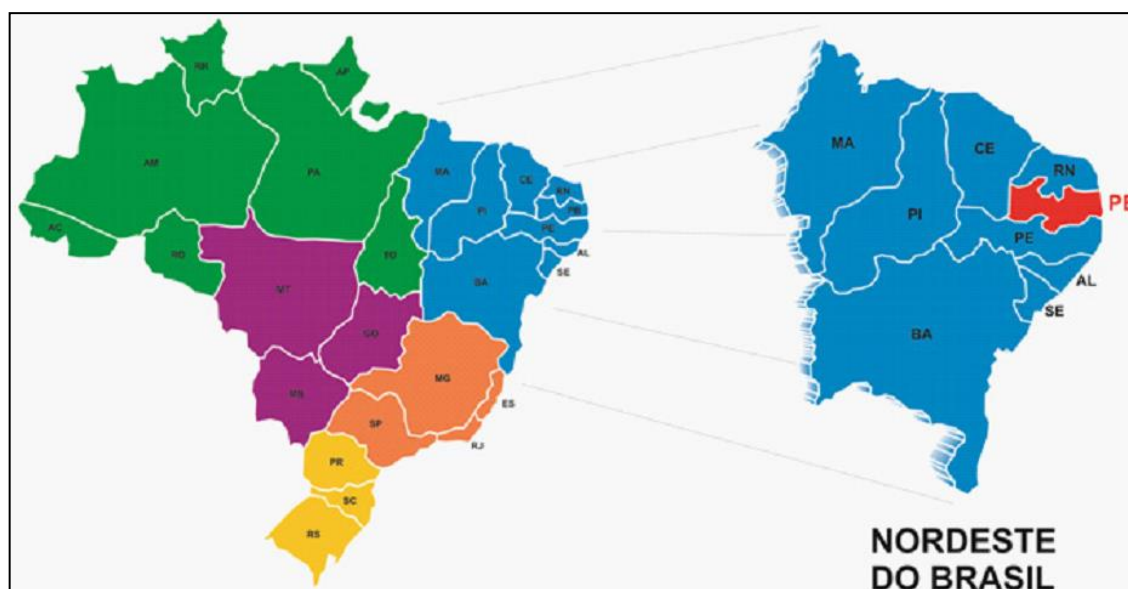 RR
AP
AM
PA
MA
CE
RN
PB
PI
PE
AL
SE
AC
RO
TO
BA
MT
GO
MG
ES
MS
SP
RJ
PR
SC
RS
MA
CE
RN
PI
PE
AL
SE
BA
NORDESTE
DO BRASIL